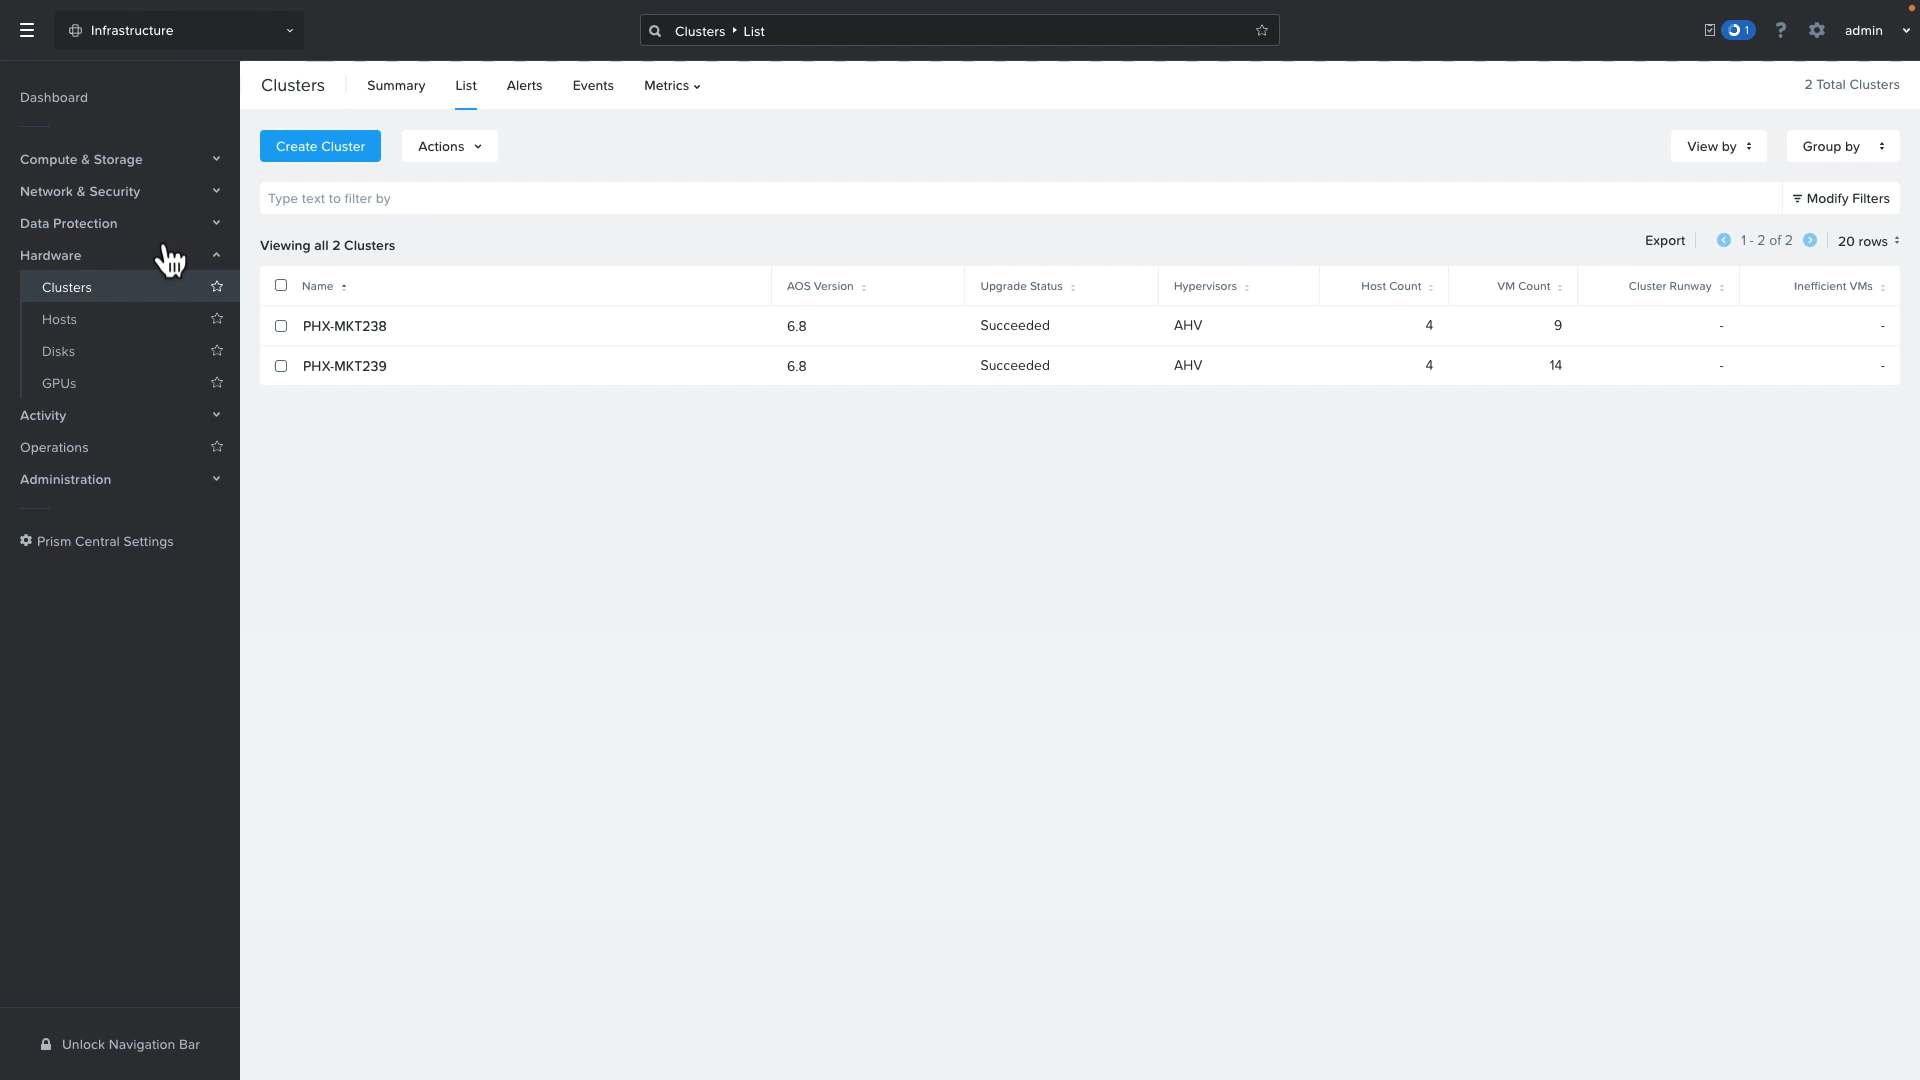 Infrastructure
Clusters ▸ List
1
?
admin
Dashboard
Compute & Storage
Network & Security
Data Protection
Hardware
Clusters
Hosts
Disks
GPUs
Activity
Operations
Administration
Prism Central Settings
Unlock Navigation Bar
Clusters Summary List Alerts Events Metrics
2 Total Clusters
Create Cluster Actions
View by Group by
Type text to filter by
Modify Filters
Viewing all 2 Clusters
Export 1 - 2 of 2 20 rows
Name AOS Version Upgrade Status Hypervisors Host Count VM Count Cluster Runway Inefficient VMs
PHX-MKT238 6.8 Succeeded AHV 4 9 - -
PHX-MKT239 6.8 Succeeded AHV 4 14 - -